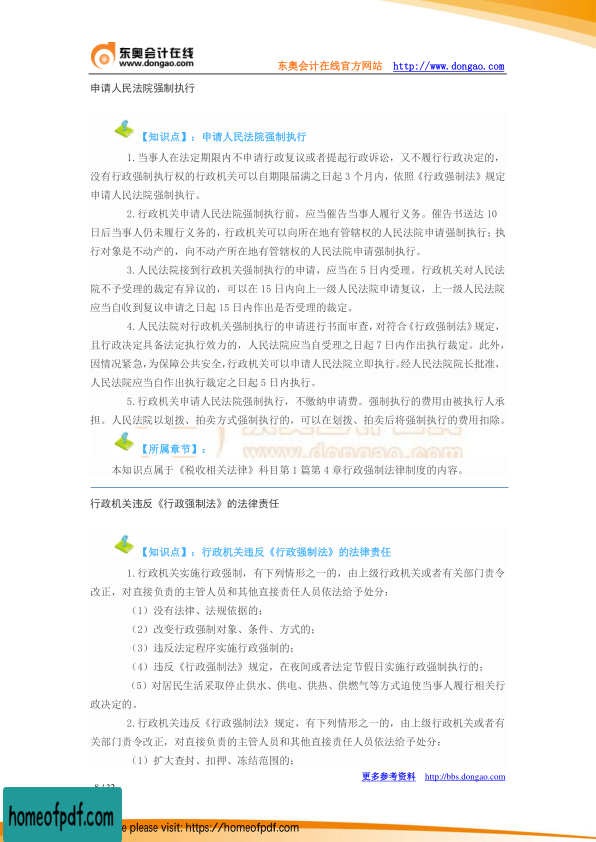 东奥会计在线
www.dongao.com
东奥会计在线官方网站 http://www.dongao.com
申请人民法院强制执行
【知识点】：申请人民法院强制执行
1.当事人在法定期限内不申请行政复议或者提起行政诉讼，又不履行行政决定的，
没有行政强制执行权的行政机关可以自期限届满之日起 3 个月内，依照《行政强制法》规定
申请人民法院强制执行。
2.行政机关申请人民法院强制执行前，应当催告当事人履行义务。催告书送达 10
日后当事人仍未履行义务的，行政机关可以向所在地有管辖权的人民法院申请强制执行；执
行对象是不动产的，向不动产所在地有管辖权的人民法院申请强制执行。
3.人民法院接到行政机关强制执行的申请，应当在 5 日内受理。行政机关对人民法
院不予受理的裁定有异议的，可以在 15 日内向上一级人民法院申请复议，上一级人民法院
应当自收到复议申请之日起 15 日内作出是否受理的裁定。
4.人民法院对行政机关强制执行的申请进行书面审查，对符合《行政强制法》规定，
且行政决定具备法定执行效力的，人民法院应当自受理之日起 7 日内作出执行裁定。此外，
因情况紧急，为保障公共安全，行政机关可以申请人民法院立即执行。经人民法院院长批准，
人民法院应当自作出执行裁定之日起 5 日内执行。
5.行政机关申请人民法院强制执行，不缴纳申请费。强制执行的费用由被执行人承
担。人民法院以划拨、拍卖方式强制执行的，可以在划拨、拍卖后将强制执行的费用扣除。
【所属章节】：
本知识点属于《税收相关法律》科目第 1 篇第 4 章行政强制法律制度的内容。
行政机关违反《行政强制法》的法律责任
【知识点】：行政机关违反《行政强制法》的法律责任
1.行政机关实施行政强制，有下列情形之一的，由上级行政机关或者有关部门责令
改正，对直接负责的主管人员和其他直接责任人员依法给予处分：
（1）没有法律、法规依据的；
（2）改变行政强制对象、条件、方式的；
（3）违反法定程序实施行政强制的；
（4）违反《行政强制法》规定，在夜间或者法定节假日实施行政强制执行的；
（5）对居民生活采取停止供水、供电、供热、供燃气等方式迫使当事人履行相关行
政决定的。
2.行政机关违反《行政强制法》规定，有下列情形之一的，由上级行政机关或者有
关部门责令改正，对直接负责的主管人员和其他直接责任人员依法给予处分：
（1）扩大查封、扣押、冻结范围的；
更多参考资料 http://bbs.dongao.com
homeofpdf.com
e please visit: https://homeofpdf.com